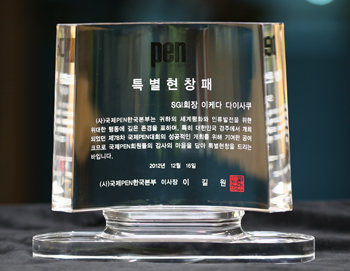 pen
특별현창패
SGI회장 이케다 다이사쿠
(사)국제PEN한국본부는 귀하의 세계평화와 인류발전을 위한
위대한 행동에 깊은 존경을 표하며, 특히 대한민국 경주에서 개최
되었던 제78차 국제PEN대회의 성공적인 개최를 위해 기여한 공이
크므로 국제PEN회원들의 감사의 마음을 담아 특별현창을 드리는
바입니다.
2012년 12월 16일
(사)국제PEN한국본부 이사장 이 길 원